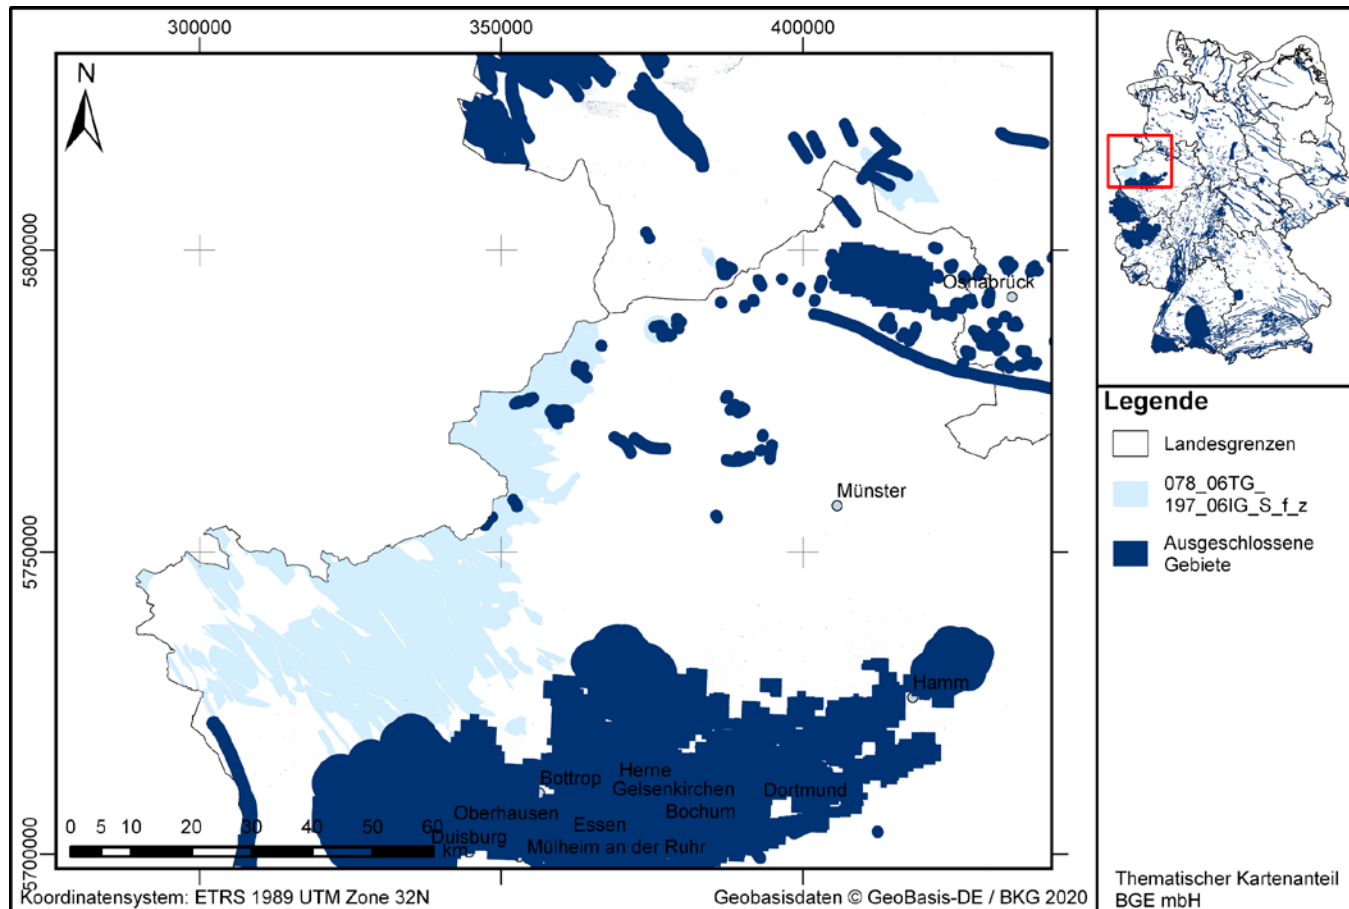 300000
350000
400000
N
5800000
5750000
5700000
Osnabrück
Münster
Hamm
Bottrop
Herne
Gelsenkirchen
Dortmund
Oberhausen
Bochum
Essen
Duisburg
Mülheim an der Ruhr
0 5 10 20 30 40 50 60
km
Koordinatensystem: ETRS 1989 UTM Zone 32N
Geobasisdaten © GeoBasis-DE / BKG 2020
Legende
Landesgrenzen
078_06TG_
197_06IG_S_f_z
Ausgeschlossene
Gebiete
Thematischer Kartenanteil
BGE mbH